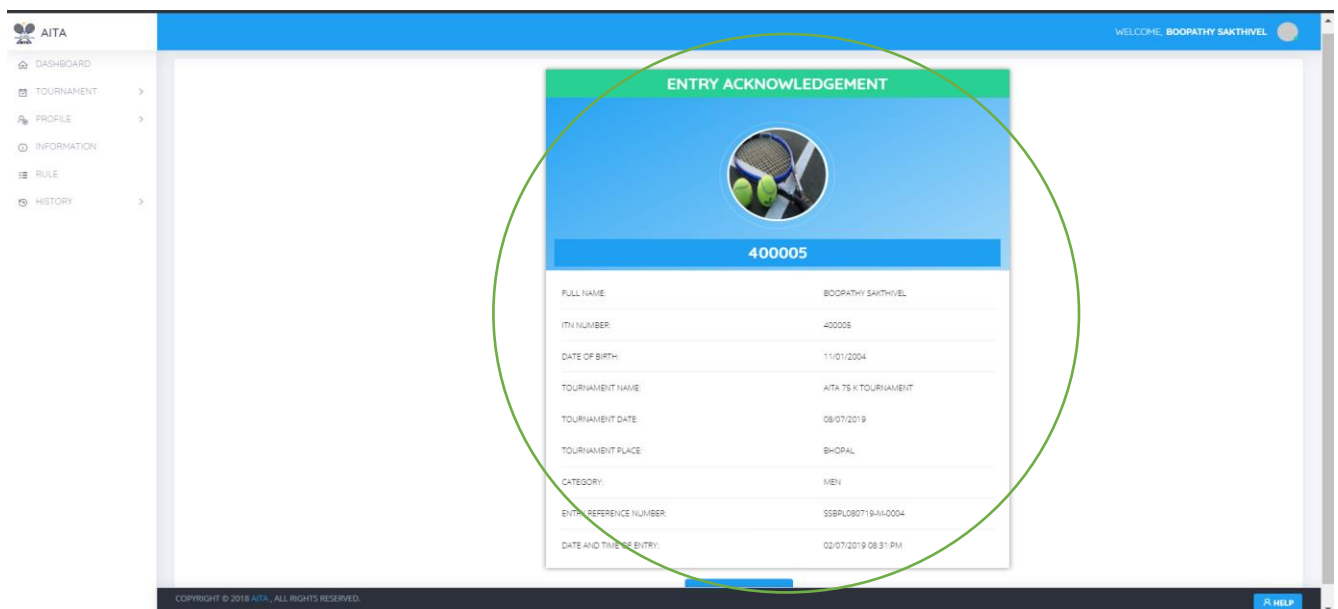 AITA
WELCOME, BOOPATHY SAKTHIVEL
DASHBOARD
TOURNAMENT
PROFILE
INFORMATION
RULE
HISTORY
ENTRY ACKNOWLEDGEMENT
400005
FULL NAME: BOOPATHY SAKTHIVEL
ITN NUMBER: 400005
DATE OF BIRTH: 11/01/2004
TOURNAMENT NAME: AITA 75 K TOURNAMENT
TOURNAMENT DATE: 08/07/2019
TOURNAMENT PLACE: BHOPAL
CATEGORY: MEN
ENTRY REFERENCE NUMBER: SSBPL080719-M-0004
DATE AND TIME OF ENTRY: 02/07/2019 08:31 PM
COPYRIGHT © 2018 AITA , ALL RIGHTS RESERVED.
HELP